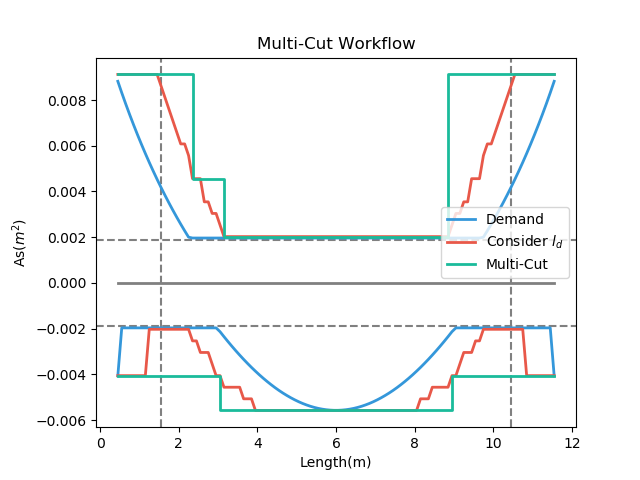 Multi-Cut Workflow
As(m²)
0.008
0.006
0.004
0.002
0.000
−0.002
−0.004
−0.006
Demand
Consider l_d
Multi-Cut
0 2 4 6 8 10 12
Length(m)